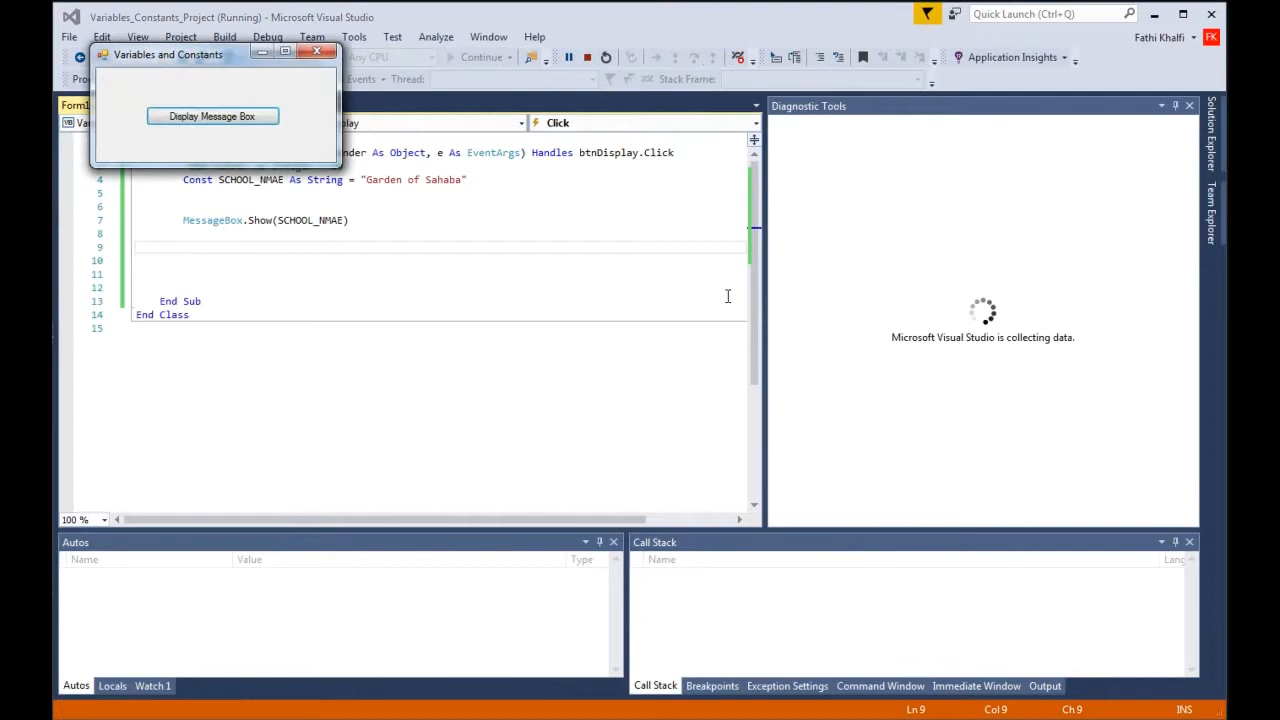 Variables_Constants_Project (Running) - Microsoft Visual Studio
Quick Launch (Ctrl+Q)
File Edit View Project Build Debug Team Tools Test Analyze Window Help
Fathi Khalfi FK
Variables and Constants
Display Message Box
Any CPU Continue Application Insights
Events Thread: Stack Frame:
Form1
Click
As Object, e As EventArgs) Handles btnDisplay.Click
4 Const SCHOOL_NMAE As String = "Garden of Sahaba"
5
6
7 MessageBox.Show(SCHOOL_NMAE)
8
9
10
11
12
13 End Sub
14 End Class
15
100 %
Diagnostic Tools
Microsoft Visual Studio is collecting data.
Solution Explorer
Team Explorer
Autos
Name Value Type
Autos Locals Watch 1
Call Stack
Name Lang
Call Stack Breakpoints Exception Settings Command Window Immediate Window Output
Ln 9 Col 9 Ch 9 INS